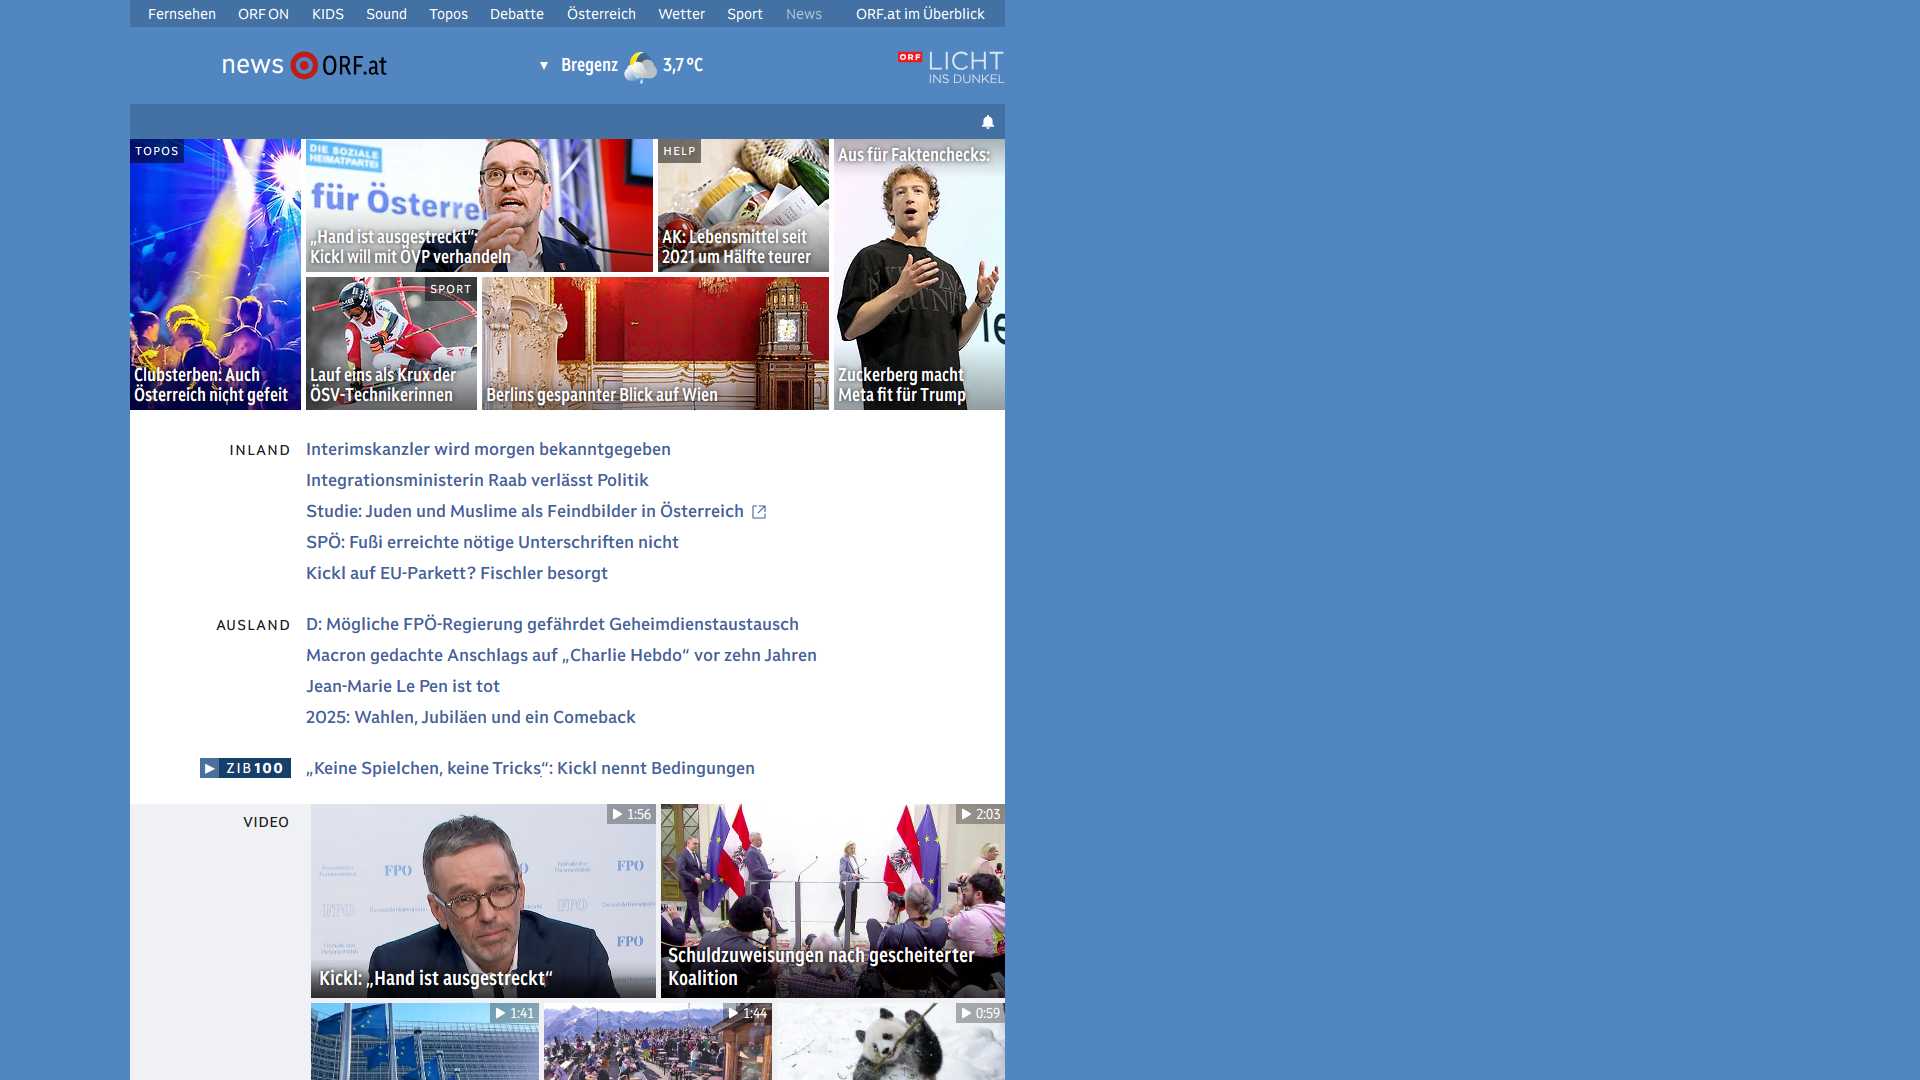 Fernsehen ORF ON KIDS Sound Topos Debatte Österreich Wetter Sport News ORF.at im Überblick
news ORF.at
▼ Bregenz 3,7 °C
ORF LICHT
INS DUNKEL
TOPOS
Clubsterben: Auch
Österreich nicht gefeit
DIE SOZIALE
HEIMATPARTEI
für Österre
„Hand ist ausgestreckt“:
Kickl will mit ÖVP verhandeln
HELP
AK: Lebensmittel seit
2021 um Hälfte teurer
Aus für Faktenchecks:
Zuckerberg macht
Meta fit für Trump
SPORT
Lauf eins als Krux der
ÖSV-Technikerinnen
Berlins gespannter Blick auf Wien
INLAND
Interimskanzler wird morgen bekanntgegeben
Integrationsministerin Raab verlässt Politik
Studie: Juden und Muslime als Feindbilder in Österreich
SPÖ: Fußi erreichte nötige Unterschriften nicht
Kickl auf EU-Parkett? Fischler besorgt
AUSLAND
D: Mögliche FPÖ-Regierung gefährdet Geheimdienstaustausch
Macron gedachte Anschlags auf „Charlie Hebdo“ vor zehn Jahren
Jean-Marie Le Pen ist tot
2025: Wahlen, Jubiläen und ein Comeback
ZIB100
„Keine Spielchen, keine Tricks“: Kickl nennt Bedingungen
VIDEO
1:56
FPÖ
FPÖ
FPÖ
FPÖ
FPÖ
Kickl: „Hand ist ausgestreckt“
2:03
Schuldzuweisungen nach gescheiterter
Koalition
1:41
1:44
0:59